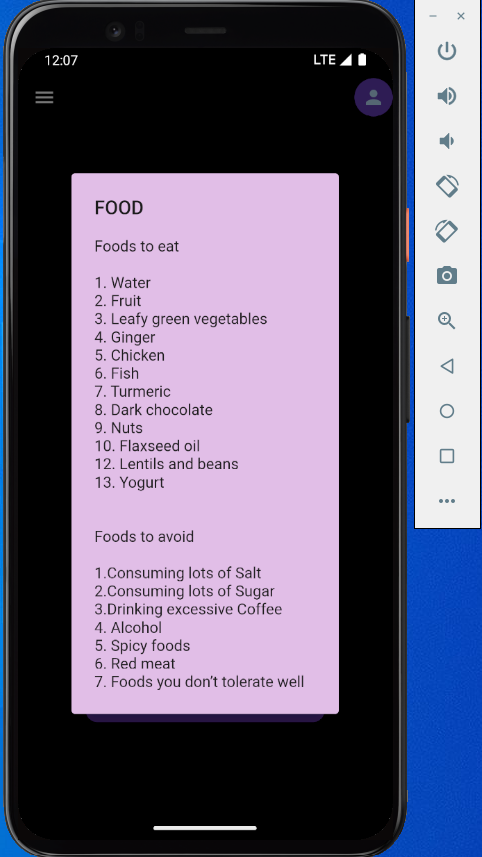 12:07
LTE
FOOD
Foods to eat
1. Water
2. Fruit
3. Leafy green vegetables
4. Ginger
5. Chicken
6. Fish
7. Turmeric
8. Dark chocolate
9. Nuts
10. Flaxseed oil
12. Lentils and beans
13. Yogurt
Foods to avoid
1.Consuming lots of Salt
2.Consuming lots of Sugar
3.Drinking excessive Coffee
4. Alcohol
5. Spicy foods
6. Red meat
7. Foods you don’t tolerate well